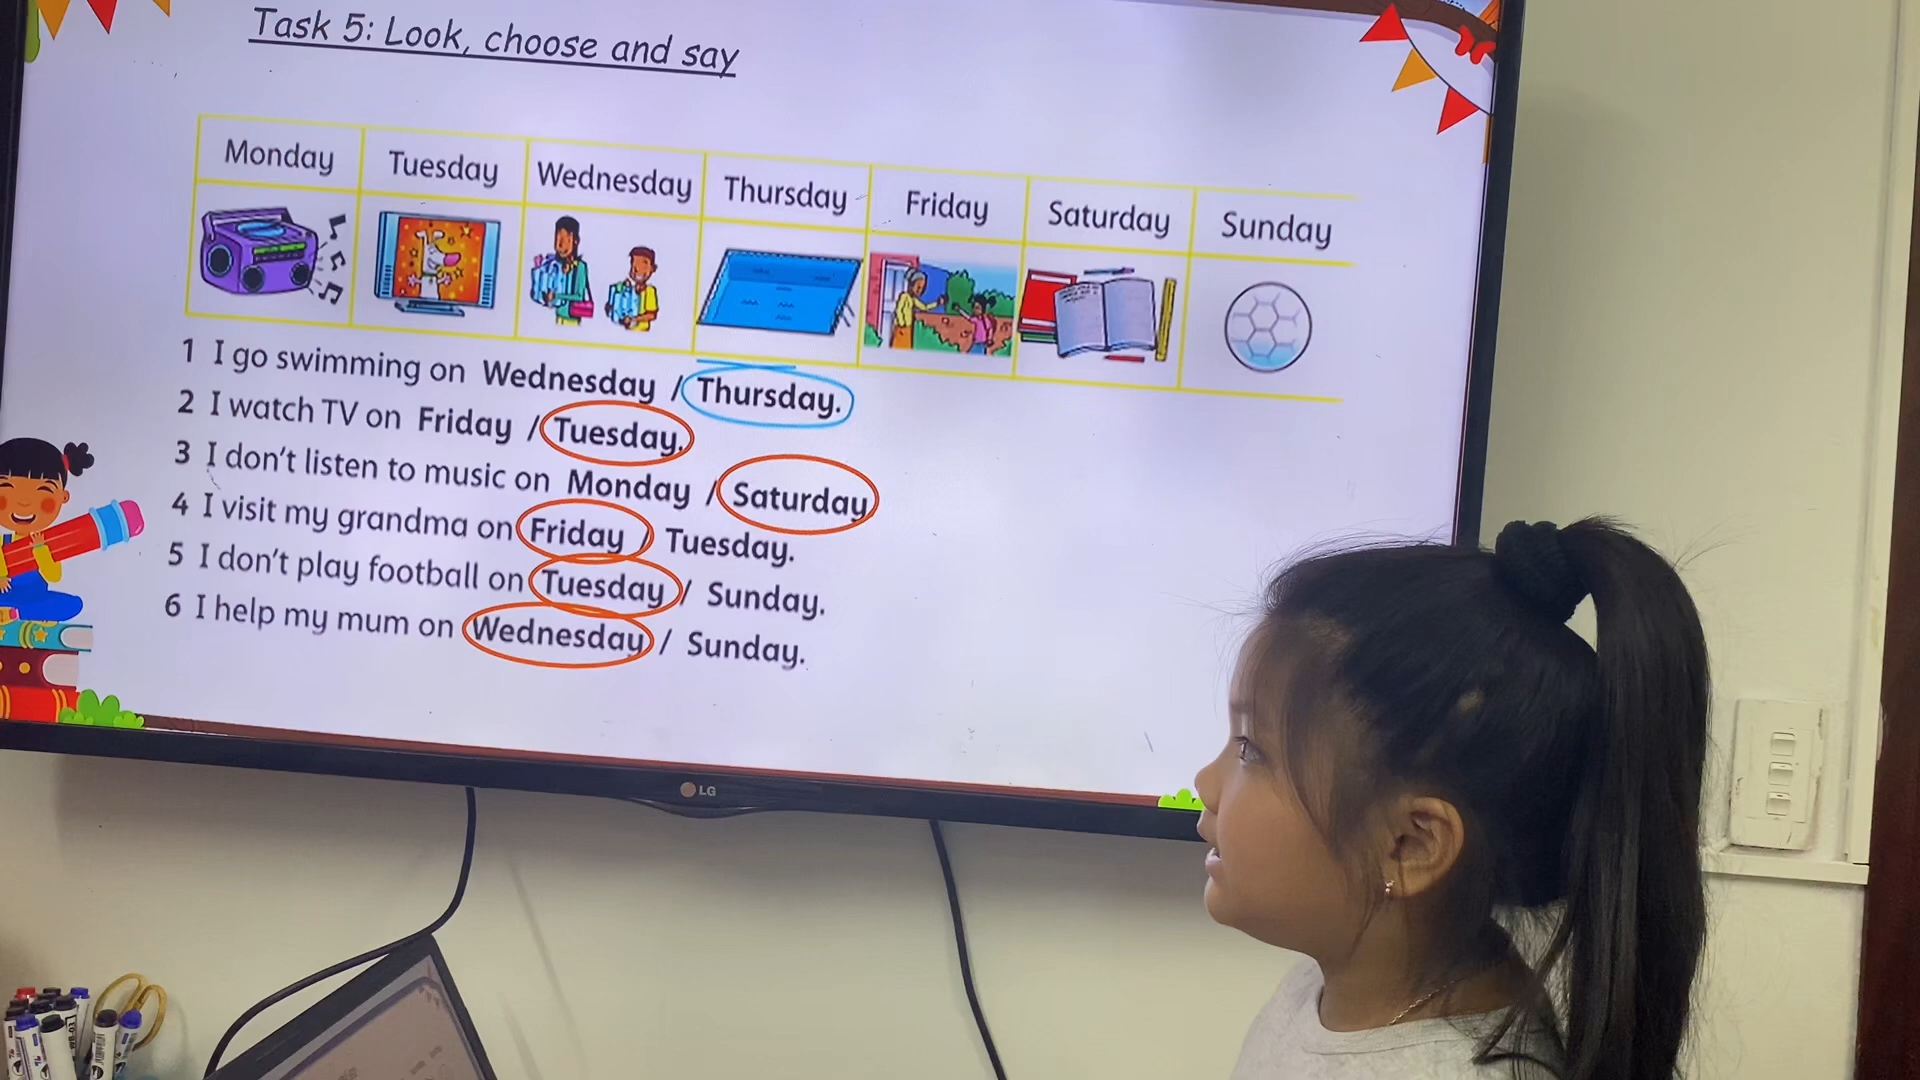 Task 5: Look, choose and say
Monday Tuesday Wednesday Thursday Friday Saturday Sunday
1 I go swimming on Wednesday / Thursday.
2 I watch TV on Friday / Tuesday.
3 I don't listen to music on Monday / Saturday
4 I visit my grandma on Friday / Tuesday.
5 I don't play football on Tuesday / Sunday.
6 I help my mum on Wednesday / Sunday.
LG